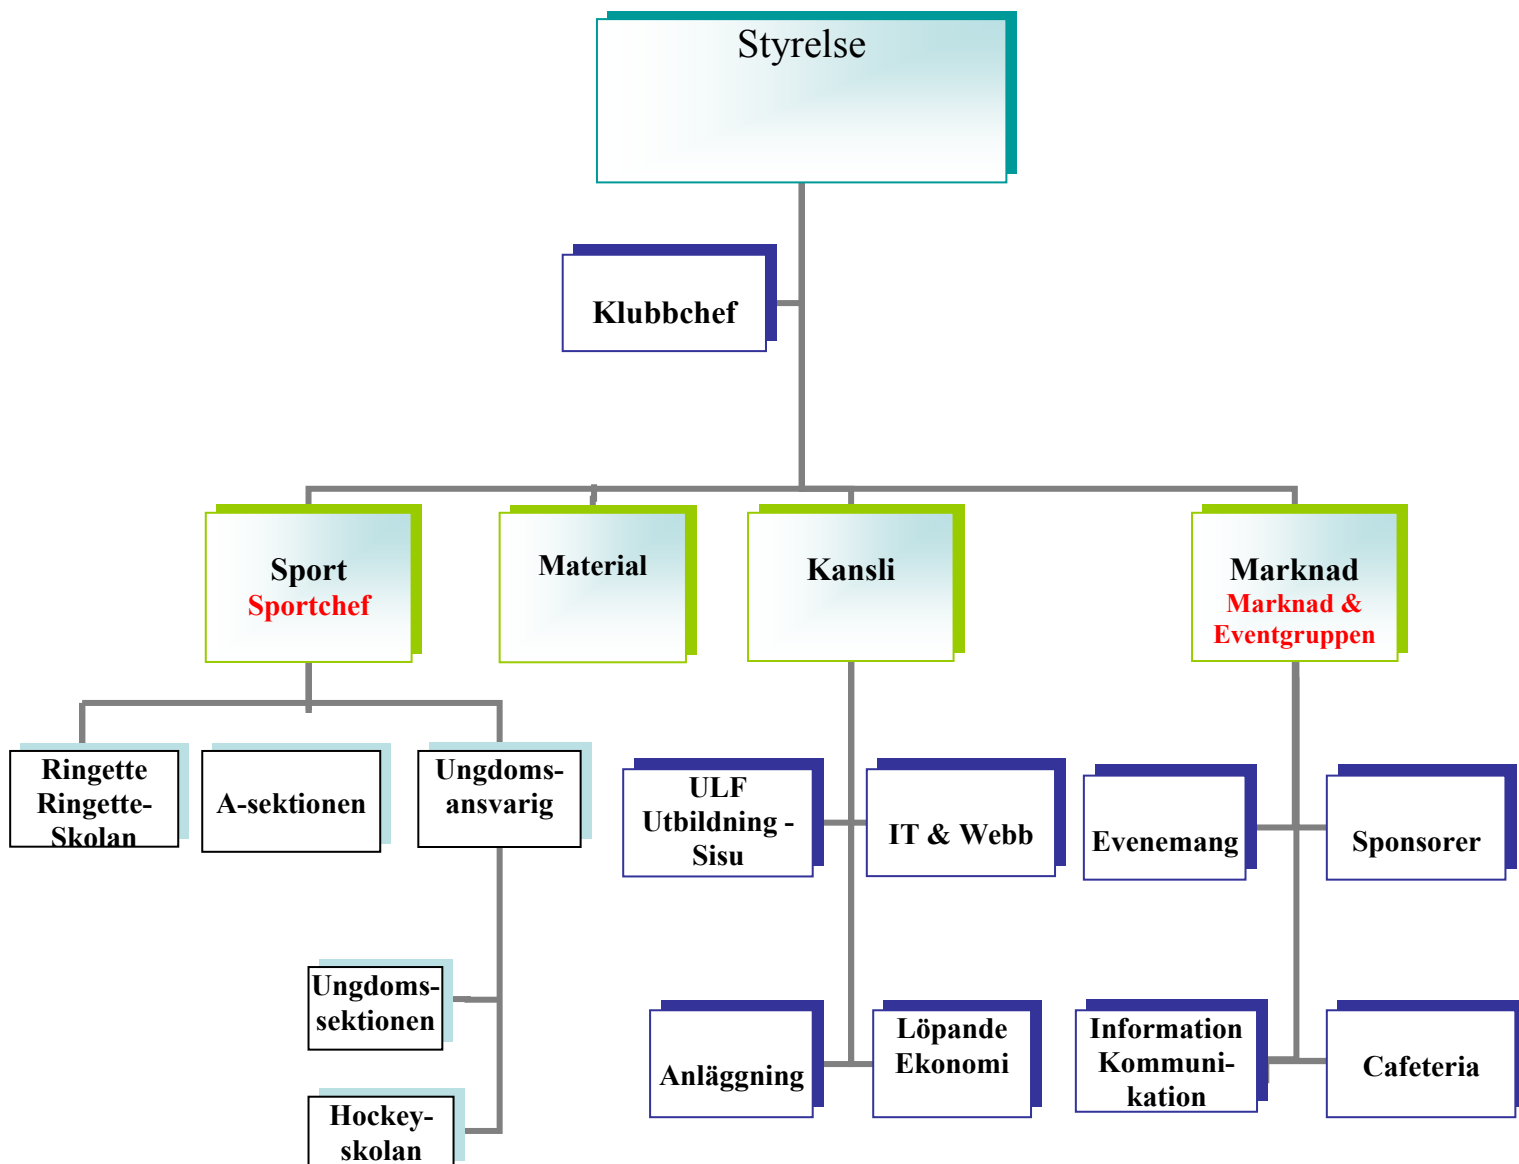 Styrelse
Klubbchef
Sport
Sportchef
Material
Kansli
Marknad
Marknad &
Eventgruppen
Ringette
Ringette-
Skolan
A-sektionen
Ungdoms-
ansvarig
ULF
Utbildning -
Sisu
IT & Webb
Evenemang
Sponsorer
Ungdoms-
sektionen
Anläggning
Löpande
Ekonomi
Information
Kommuni-
kation
Cafeteria
Hockey-
skolan